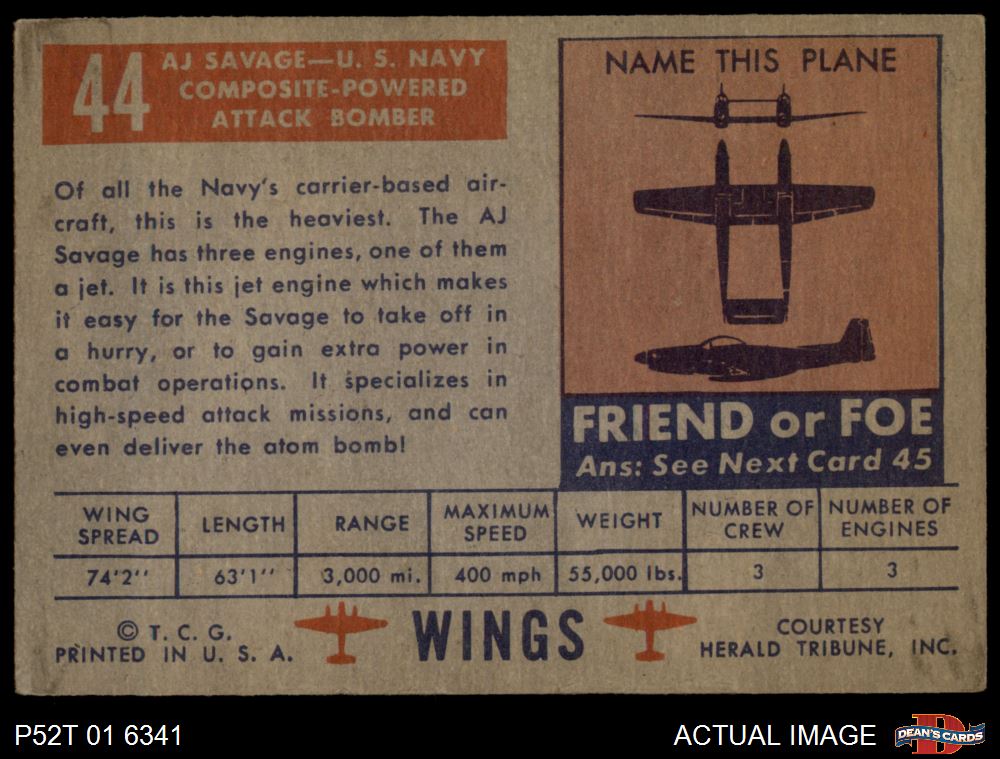 44
AJ SAVAGE—U. S. NAVY
COMPOSITE-POWERED
ATTACK BOMBER
Of all the Navy's carrier-based air-
craft, this is the heaviest. The AJ
Savage has three engines, one of them
a jet. It is this jet engine which makes
it easy for the Savage to take off in
a hurry, or to gain extra power in
combat operations. It specializes in
high-speed attack missions, and can
even deliver the atom bomb!
NAME THIS PLANE
FRIEND or FOE
Ans: See Next Card 45
WING SPREAD LENGTH RANGE MAXIMUM SPEED WEIGHT NUMBER OF CREW NUMBER OF ENGINES
74'2'' 63'1'' 3,000 mi. 400 mph 55,000 lbs. 3 3
© T. C. G.
PRINTED IN U. S. A.
WINGS
COURTESY
HERALD TRIBUNE, INC.
P52T 01 6341
ACTUAL IMAGE
D
DEAN'S CARDS